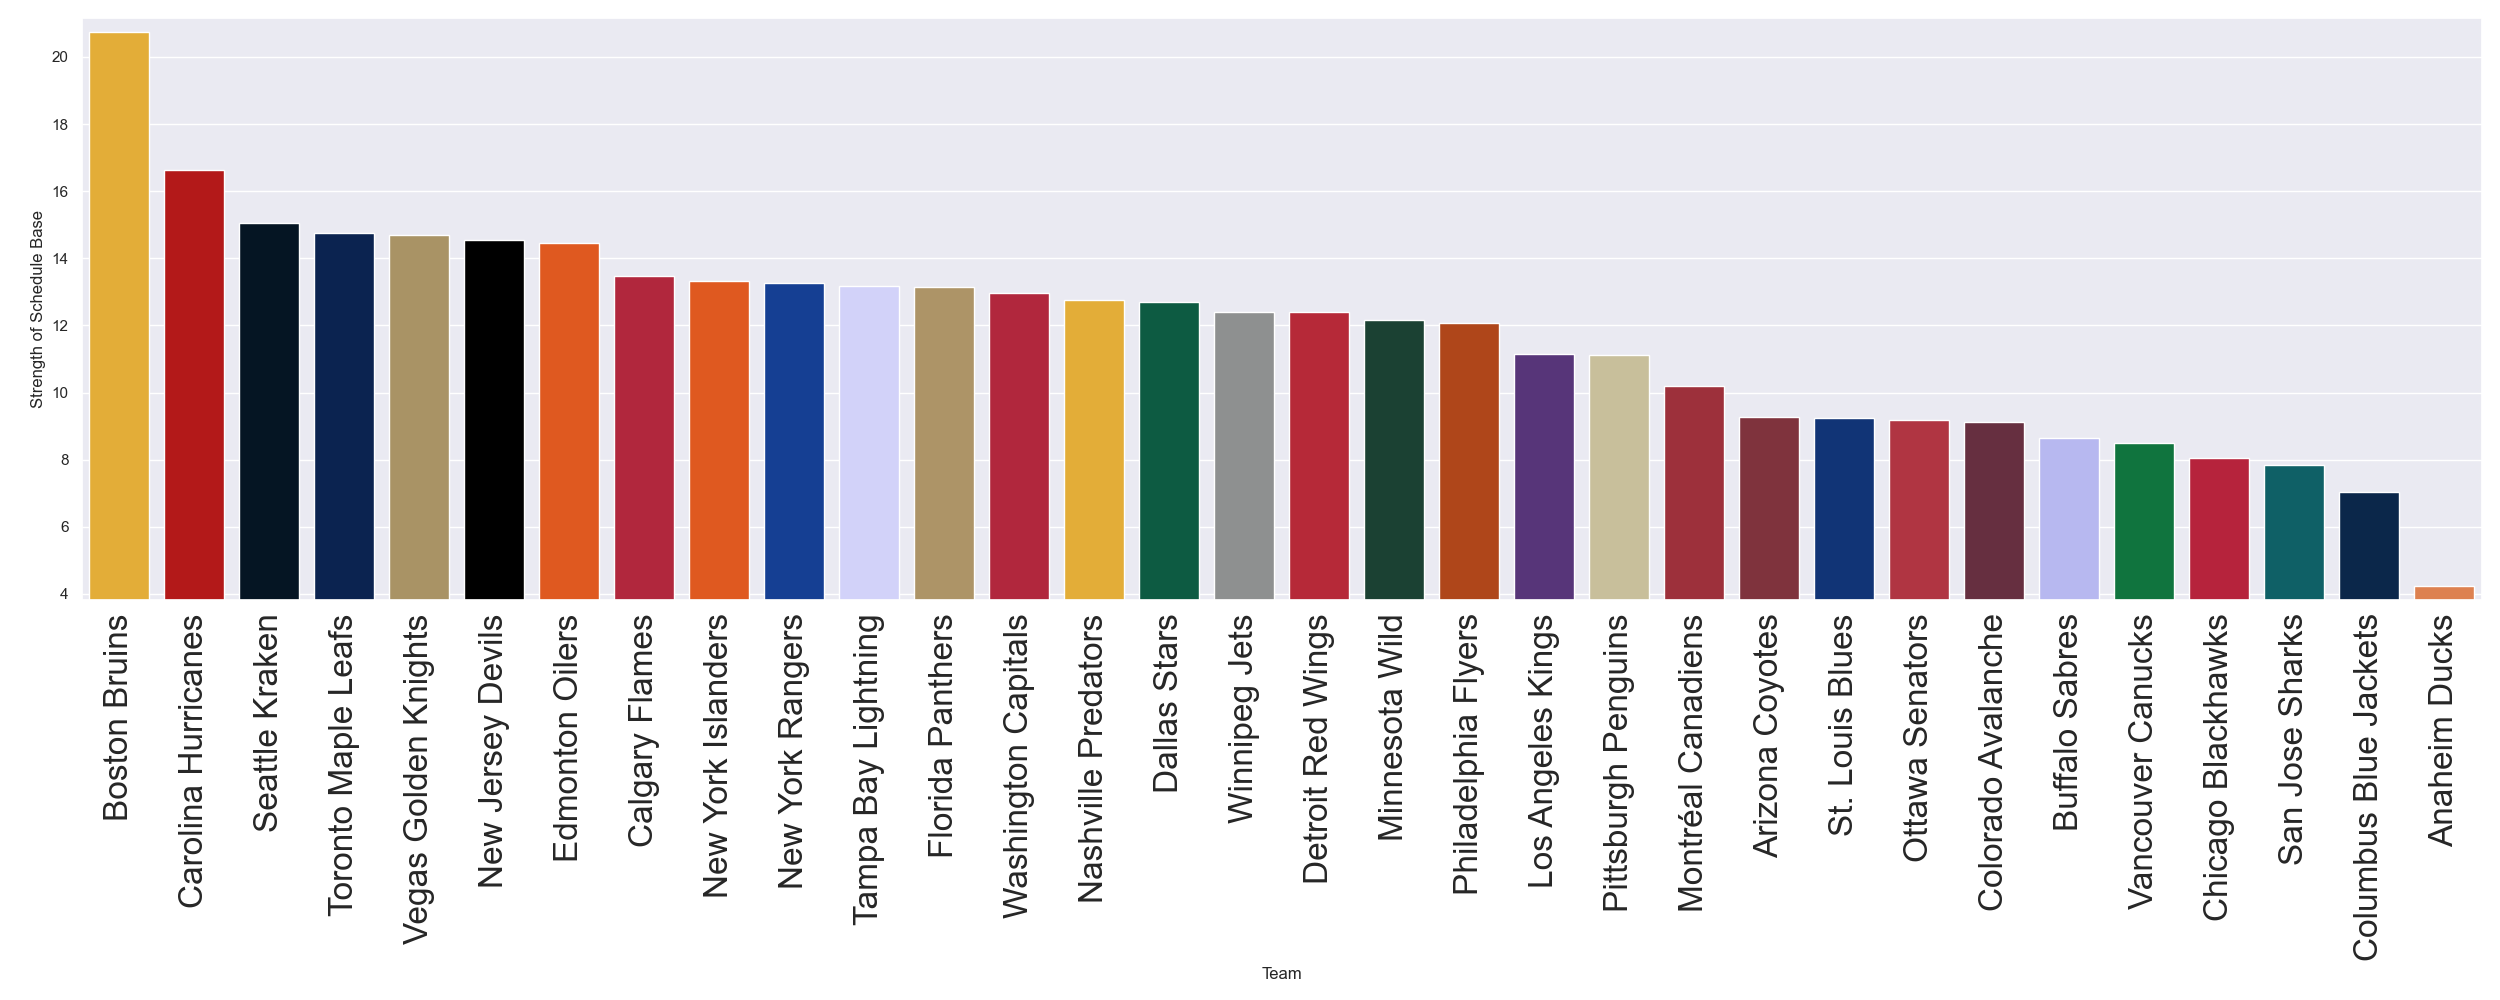 20
18
16
14
12
10
8
6
4
Strength of Schedule Base
Boston Bruins
Carolina Hurricanes
Seattle Kraken
Toronto Maple Leafs
Vegas Golden Knights
New Jersey Devils
Edmonton Oilers
Calgary Flames
New York Islanders
New York Rangers
Tampa Bay Lightning
Florida Panthers
Washington Capitals
Nashville Predators
Dallas Stars
Winnipeg Jets
Detroit Red Wings
Minnesota Wild
Philadelphia Flyers
Los Angeles Kings
Pittsburgh Penguins
Montréal Canadiens
Arizona Coyotes
St. Louis Blues
Ottawa Senators
Colorado Avalanche
Buffalo Sabres
Vancouver Canucks
Chicago Blackhawks
San Jose Sharks
Columbus Blue Jackets
Anaheim Ducks
Team